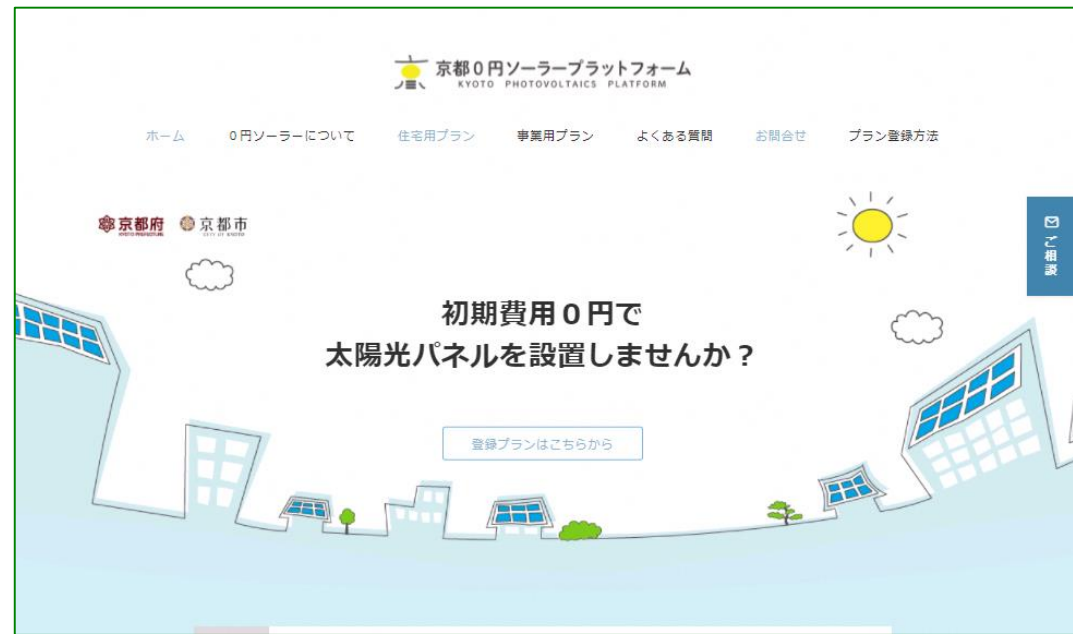 京都０円ソーラープラットフォーム
KYOTO PHOTOVOLTAICS PLATFORM
ホーム ０円ソーラーについて 住宅用プラン 事業用プラン よくある質問 お問合せ プラン登録方法
京都府 京都市
KYOTO PREFECTURE CITY OF KYOTO
ご相談
初期費用０円で
太陽光パネルを設置しませんか？
登録プランはこちらから